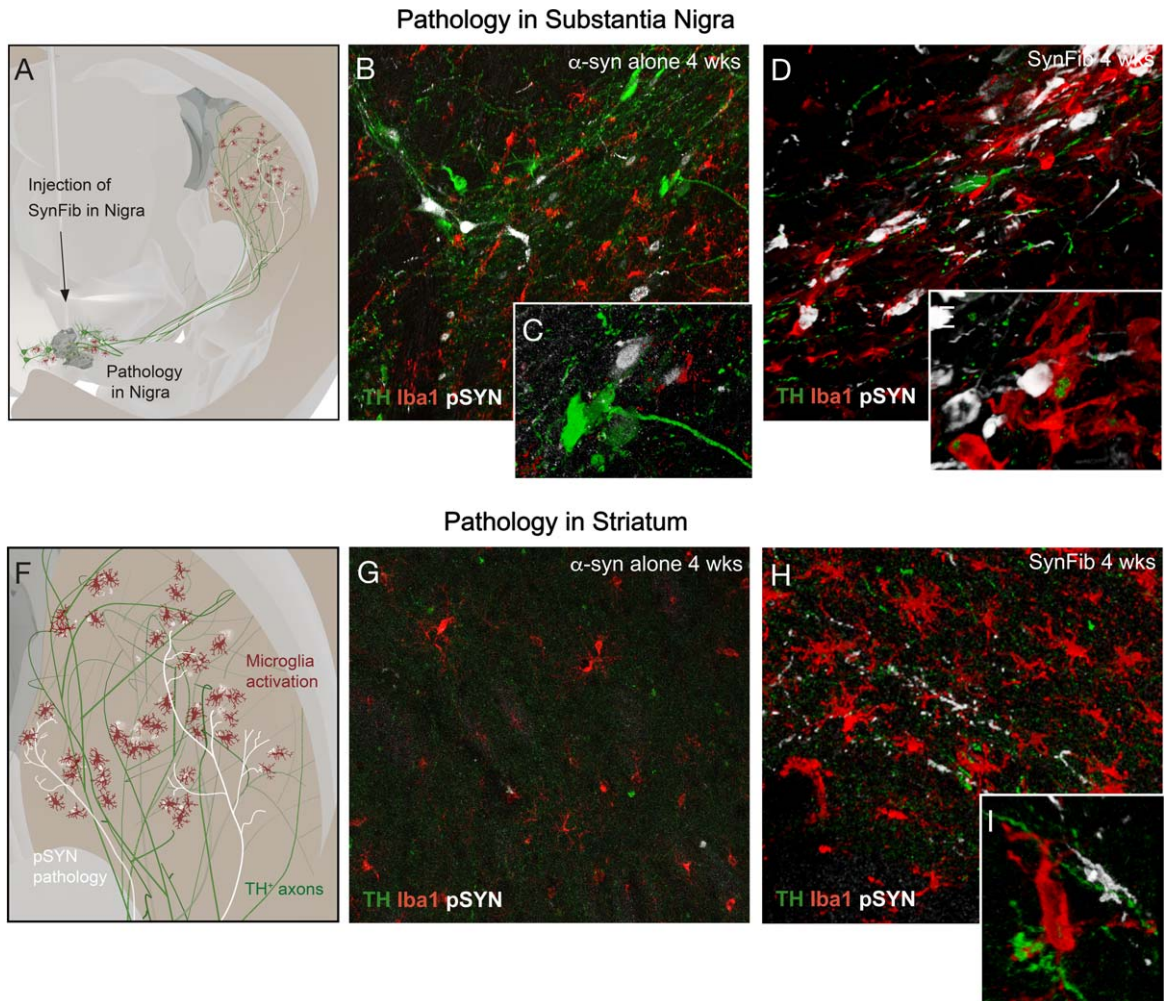 Pathology in Substantia Nigra
A
Injection of
SynFib in Nigra
Pathology
in Nigra
B
α-syn alone 4 wks
TH Iba1 pSYN
C
D
SynFib 4 wks
TH Iba1 pSYN
E
Pathology in Striatum
F
Microglia
activation
pSYN
pathology
TH⁺ axons
G
α-syn alone 4 wks
TH Iba1 pSYN
H
SynFib 4 wks
TH Iba1 pSYN
I